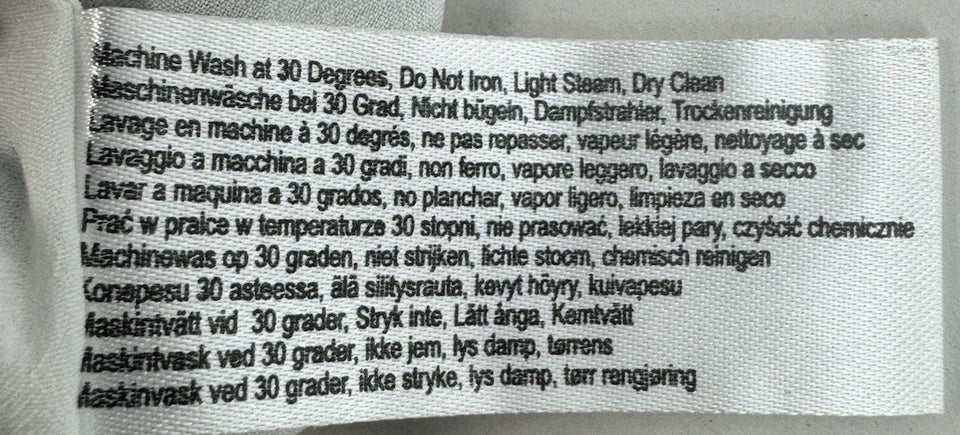 Machine Wash at 30 Degrees, Do Not Iron, Light Steam, Dry Clean
Maschinenwäsche bei 30 Grad, Nicht bügeln, Dampfstrahler, Trockenreinigung
Lavage en machine à 30 degrés, ne pas repasser, vapeur légère, nettoyage à sec
Lavaggio a macchina a 30 gradi, non ferro, vapore leggero, lavaggio a secco
Lavar a maquina a 30 grados, no planchar, vapor ligero, limpieza en seco
Prać w pralce w temperaturze 30 stopni, nie prasować, lekkiej pary, czyścić chemicznie
Machinewas op 30 graden, niet strijken, lichte stoom, chemisch reinigen
Konepesu 30 asteessa, älä silitysrauta, kevyt höyry, kuivapesu
Maskintvätt vid 30 grader, Stryk inte, Lätt ånga, Kemtvätt
Maskintvask ved 30 grader, ikke jern, lys damp, tørrens
Maskinvask ved 30 grader, ikke stryke, lys damp, tørr rengjøring